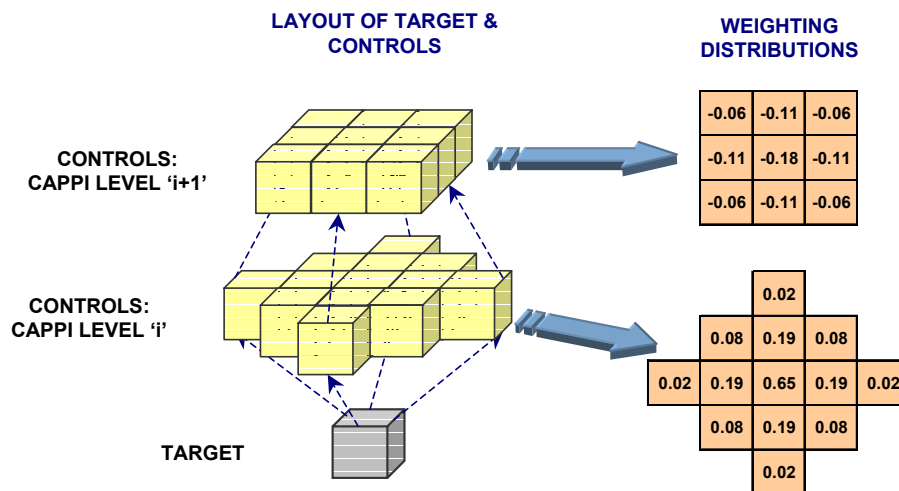 LAYOUT OF TARGET &
CONTROLS
WEIGHTING
DISTRIBUTIONS
CONTROLS:
CAPPI LEVEL ‘i+1’
-0.06 -0.11 -0.06
-0.11 -0.18 -0.11
-0.06 -0.11 -0.06
CONTROLS:
CAPPI LEVEL ‘i’
0.02
0.08 0.19 0.08
0.02 0.19 0.65 0.19 0.02
0.08 0.19 0.08
0.02
TARGET